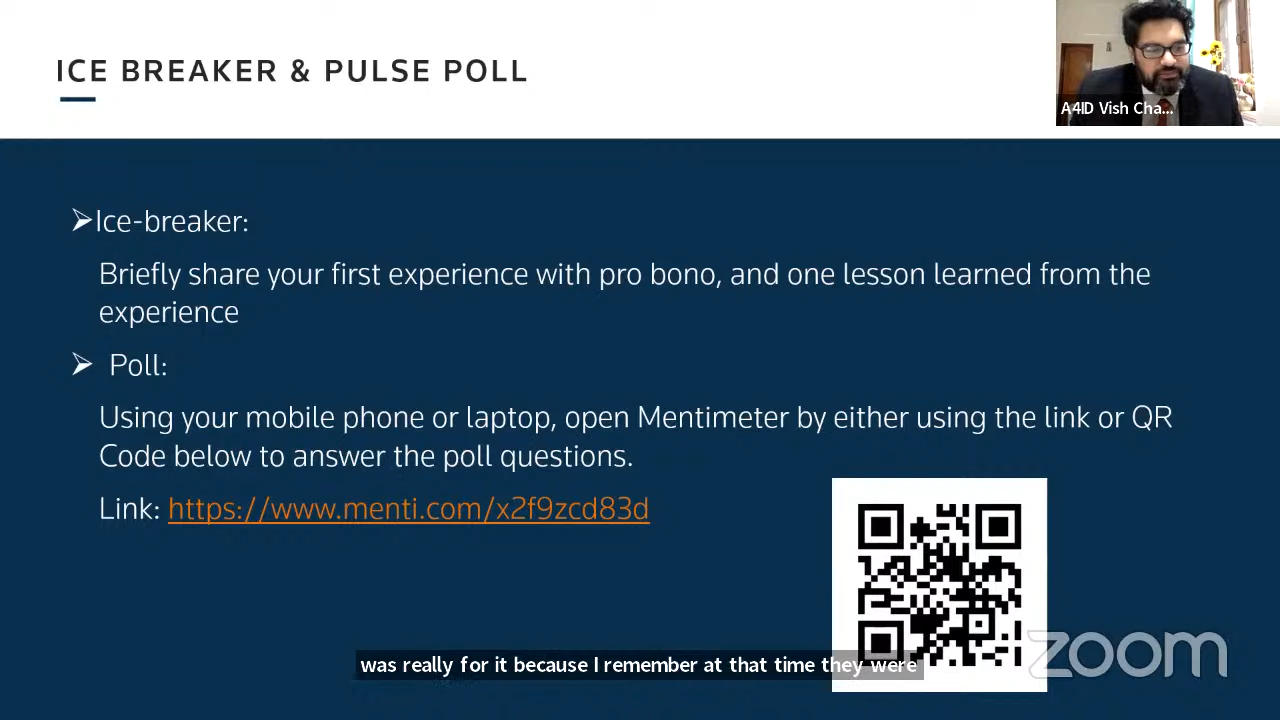 ICE BREAKER & PULSE POLL
A4ID Vish Cha...
➢Ice-breaker:
Briefly share your first experience with pro bono, and one lesson learned from the
experience
➢ Poll:
Using your mobile phone or laptop, open Mentimeter by either using the link or QR
Code below to answer the poll questions.
Link: https://www.menti.com/x2f9zcd83d
was really for it because I remember at that time they were
zoom